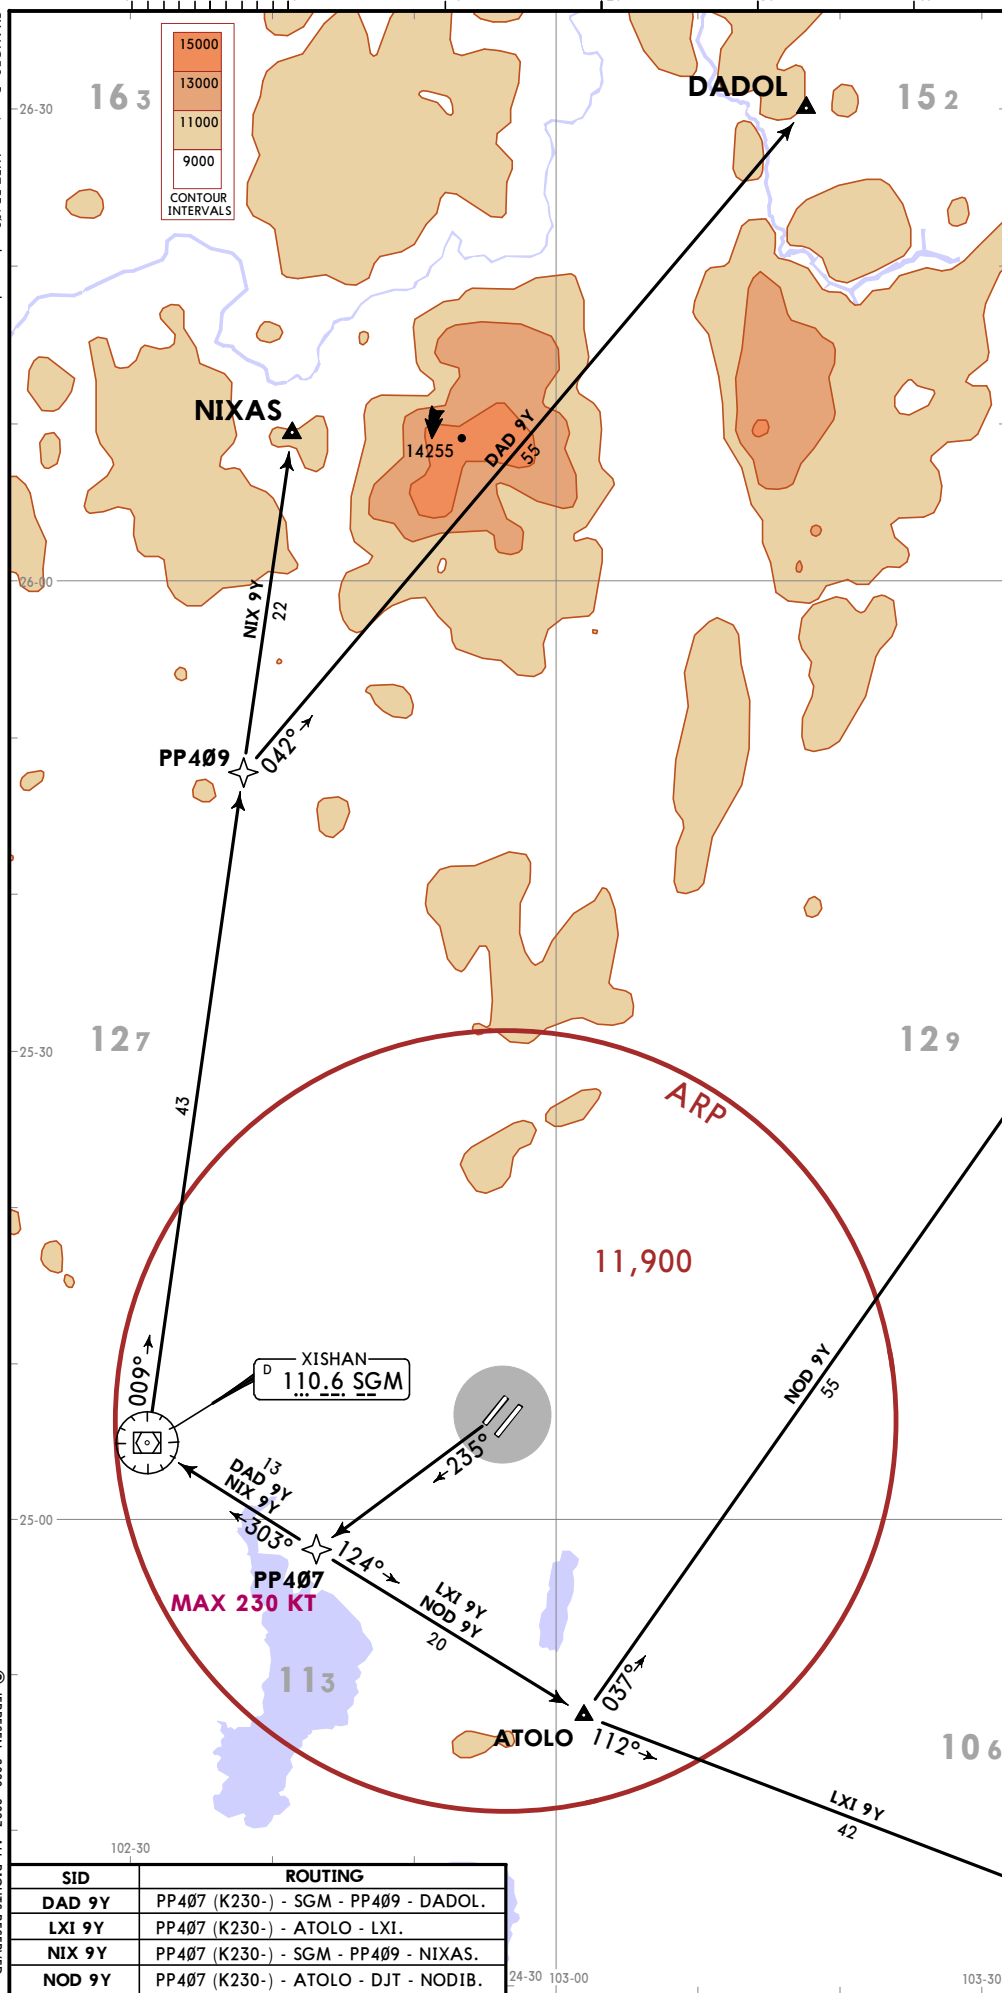 15000
13000
11000
9000
CONTOUR
INTERVALS
163
DADOL
152
26-30
NIXAS
14255
DAD 9Y
55
26-00
NIX 9Y
22
PP4Ø9
042°
127
129
25-30
43
ARP
11,900
009°
XISHAN
D 110.6 SGM
NOD 9Y
55
235°
13
DAD 9Y
NIX 9Y
303°
25-00
124°
PP4Ø7
MAX 230 KT
LXI 9Y
NOD 9Y
20
113
037°
ATOLO
112°
106
LXI 9Y
42
102-30
SID ROUTING
DAD 9Y PP4Ø7 (K230-) - SGM - PP4Ø9 - DADOL.
LXI 9Y PP4Ø7 (K230-) - ATOLO - LXI.
NIX 9Y PP4Ø7 (K230-) - SGM - PP4Ø9 - NIXAS.
NOD 9Y PP4Ø7 (K230-) - ATOLO - DJT - NODIB.
24-30 103-00 103-30